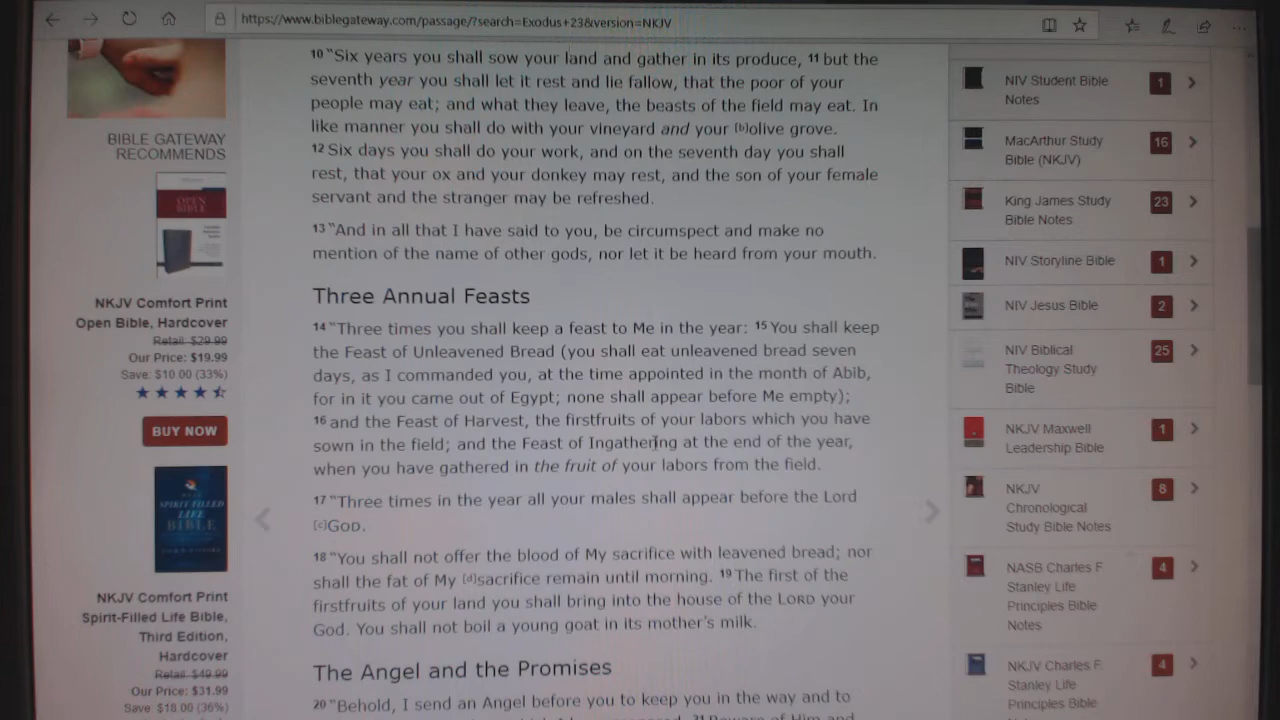 https://www.biblegateway.com/passage/?search=Exodus+23&version=NKJV
10 "Six years you shall sow your land and gather in its produce, 11 but the
seventh year you shall let it rest and lie fallow, that the poor of your
people may eat; and what they leave, the beasts of the field may eat. In
like manner you shall do with your vineyard and your [b]olive grove.
12 Six days you shall do your work, and on the seventh day you shall
rest, that your ox and your donkey may rest, and the son of your female
servant and the stranger may be refreshed.
13 "And in all that I have said to you, be circumspect and make no
mention of the name of other gods, nor let it be heard from your mouth.
Three Annual Feasts
14 "Three times you shall keep a feast to Me in the year: 15 You shall keep
the Feast of Unleavened Bread (you shall eat unleavened bread seven
days, as I commanded you, at the time appointed in the month of Abib,
for in it you came out of Egypt; none shall appear before Me empty);
16 and the Feast of Harvest, the firstfruits of your labors which you have
sown in the field; and the Feast of Ingathering at the end of the year,
when you have gathered in the fruit of your labors from the field.
17 "Three times in the year all your males shall appear before the Lord
[c]GOD.
18 "You shall not offer the blood of My sacrifice with leavened bread; nor
shall the fat of My [d]sacrifice remain until morning. 19 The first of the
firstfruits of your land you shall bring into the house of the LORD your
God. You shall not boil a young goat in its mother's milk.
The Angel and the Promises
20 "Behold, I send an Angel before you to keep you in the way and to
BIBLE GATEWAY
RECOMMENDS
OPEN
BIBLE
NKJV Comfort Print
Open Bible, Hardcover
Retail: $29.99
Our Price: $19.99
Save: $10.00 (33%)
BUY NOW
SPIRIT-FILLED
LIFE
BIBLE
NKJV Comfort Print
Spirit-Filled Life Bible,
Third Edition,
Hardcover
Retail: $49.99
Our Price: $31.99
Save: $18.00 (36%)
NIV Student Bible
Notes
1
MacArthur Study
Bible (NKJV)
16
King James Study
Bible Notes
23
NIV Storyline Bible
1
NIV Jesus Bible
2
NIV Biblical
Theology Study
Bible
25
NKJV Maxwell
Leadership Bible
1
NKJV
Chronological
Study Bible Notes
8
NASB Charles F.
Stanley Life
Principles Bible
Notes
4
NKJV Charles F.
Stanley Life
Principles Bible
4